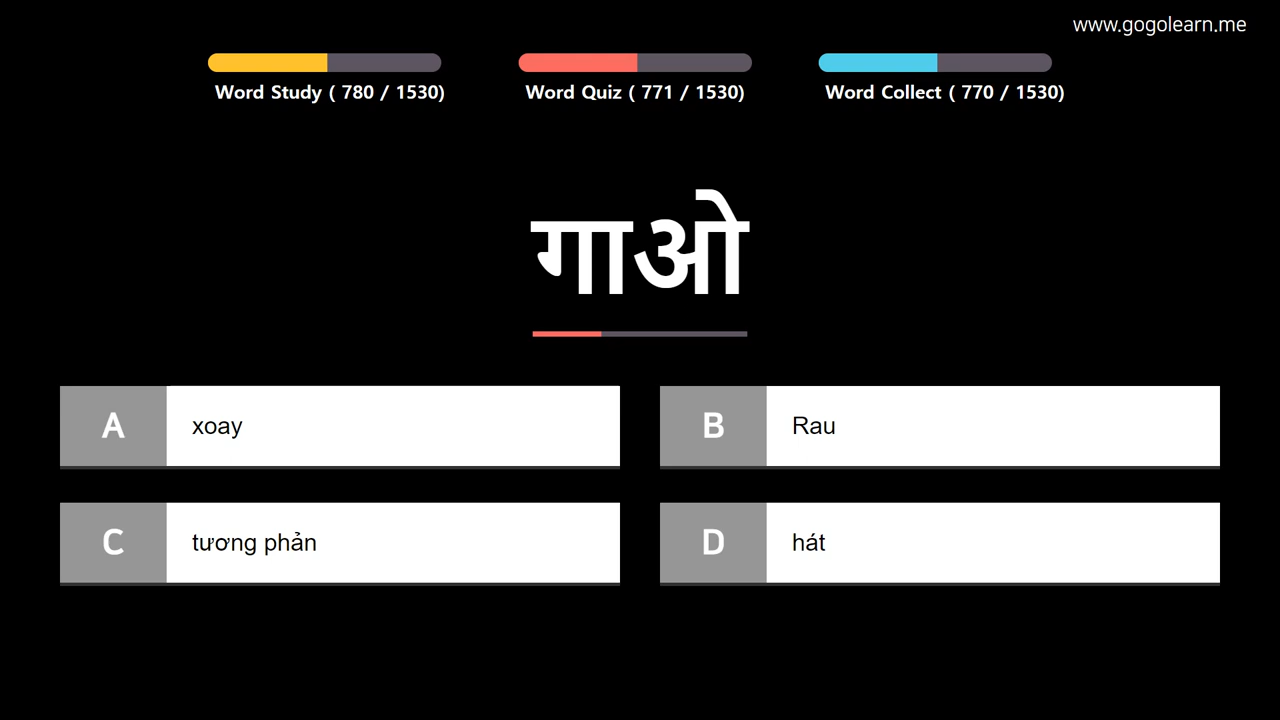 www.gogolearn.me
Word Study ( 780 / 1530)
Word Quiz ( 771 / 1530)
Word Collect ( 770 / 1530)
गाओ
A xoay
B Rau
C tương phản
D hát